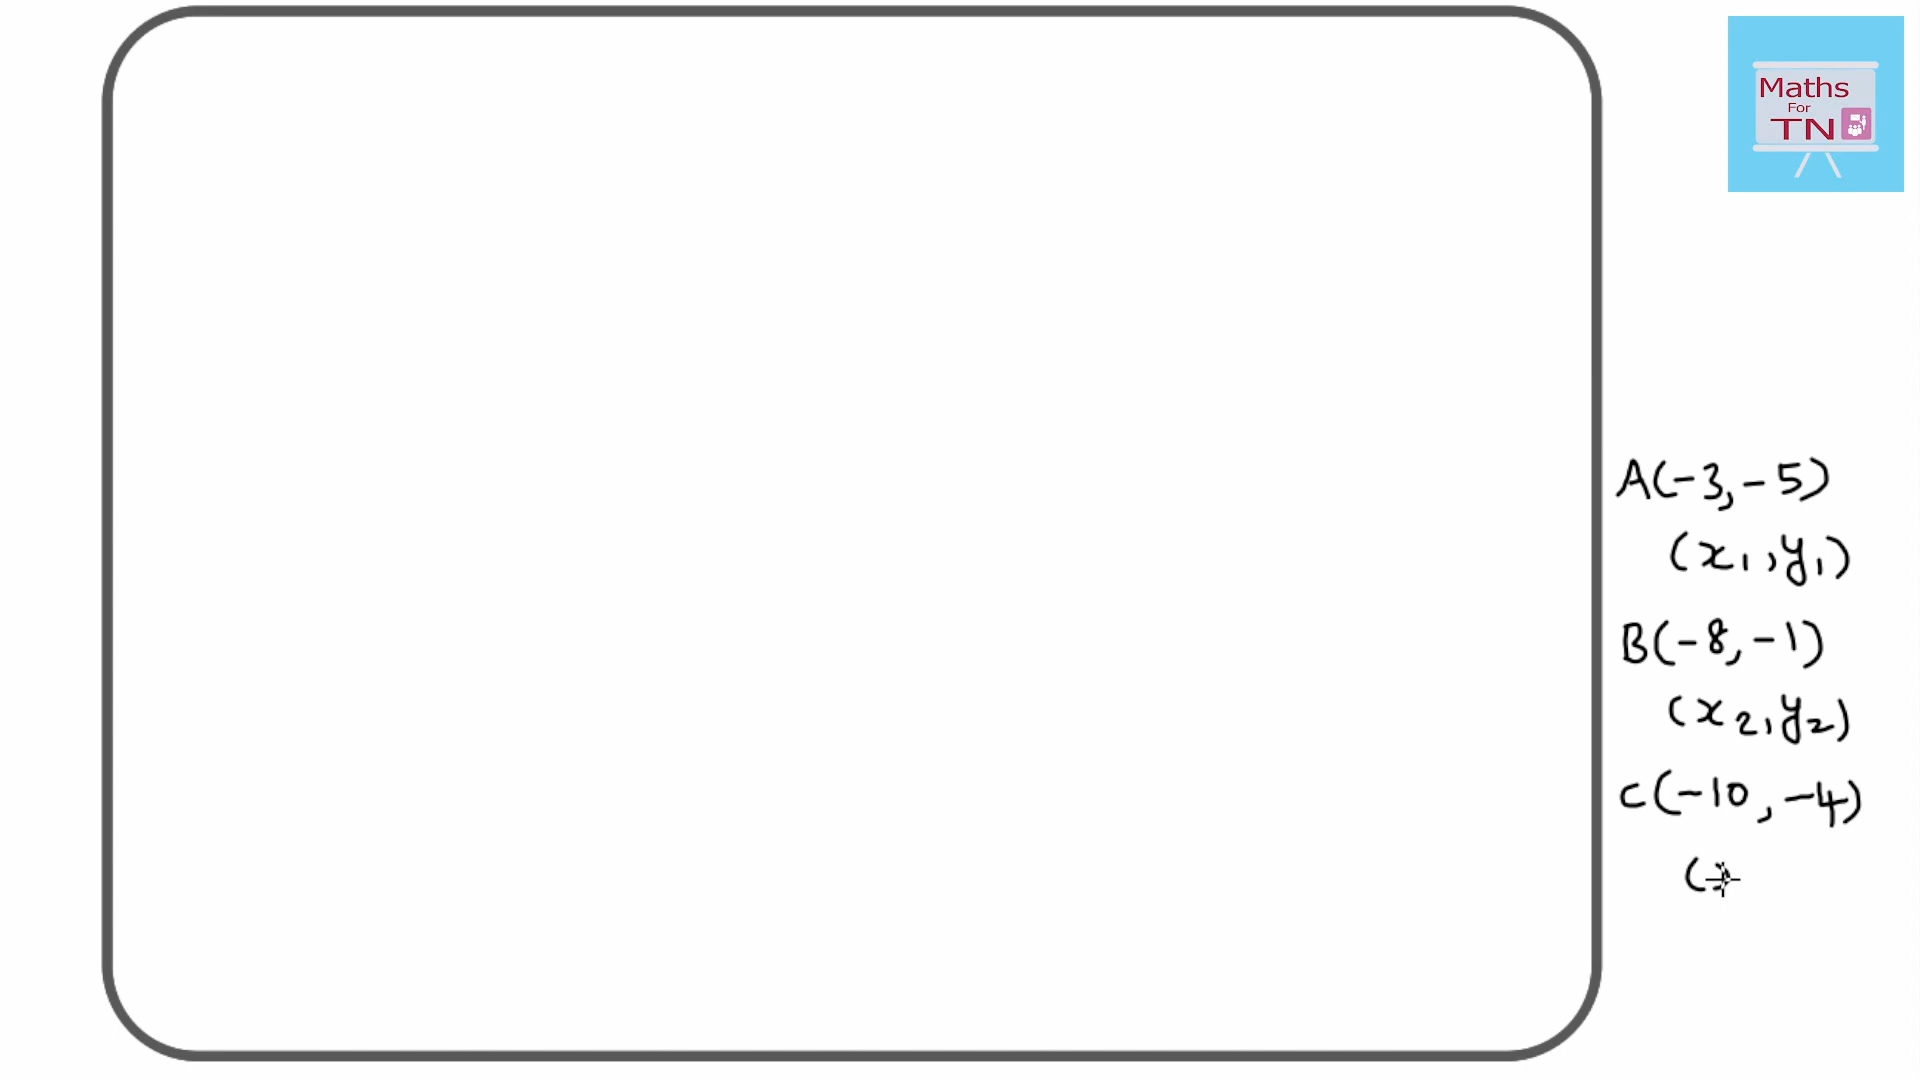 Maths
For
TN
A(-3,-5)
(x₁,y₁)
B(-8,-1)
(x₂,y₂)
C(-10,-4)
(